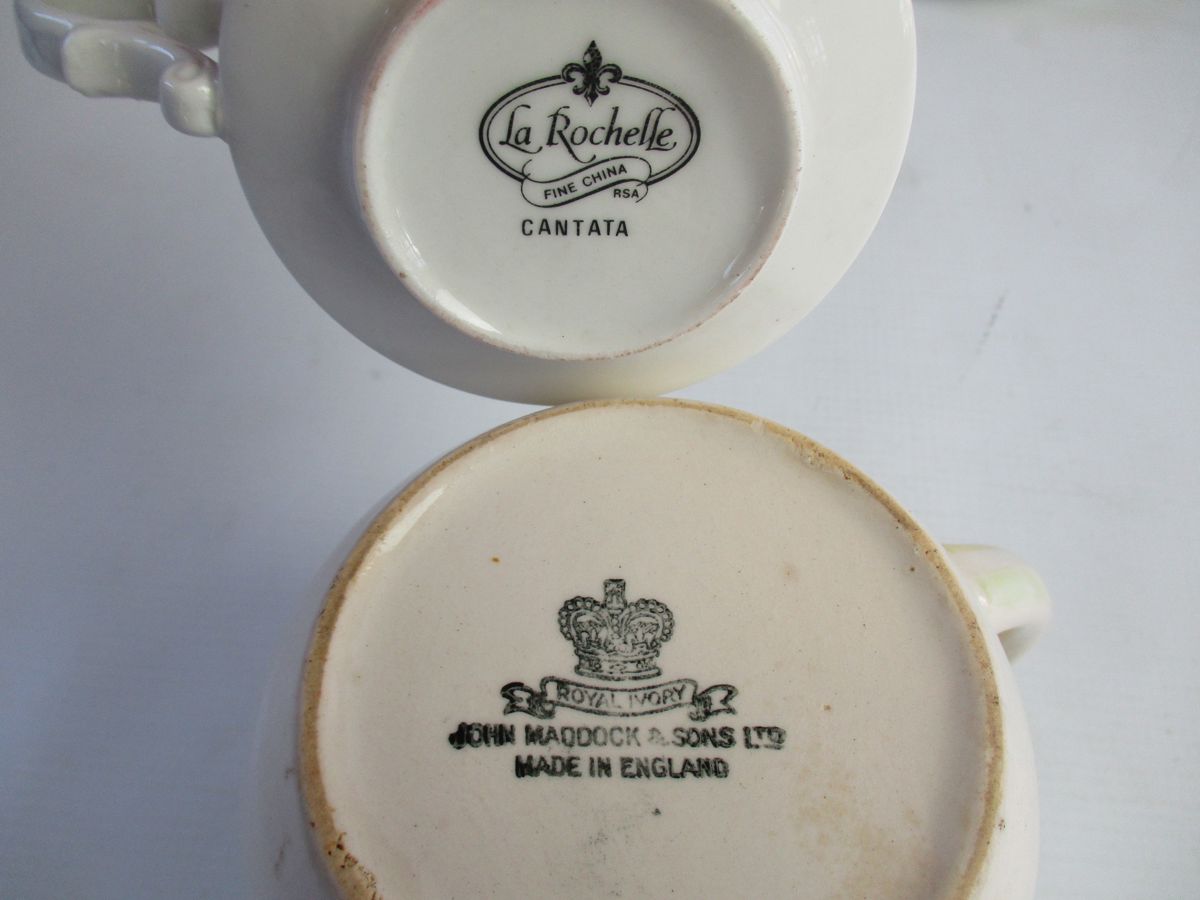 La Rochelle
FINE CHINA
RSA
CANTATA
ROYAL IVORY
JOHN MADDOCK & SONS LTD
MADE IN ENGLAND